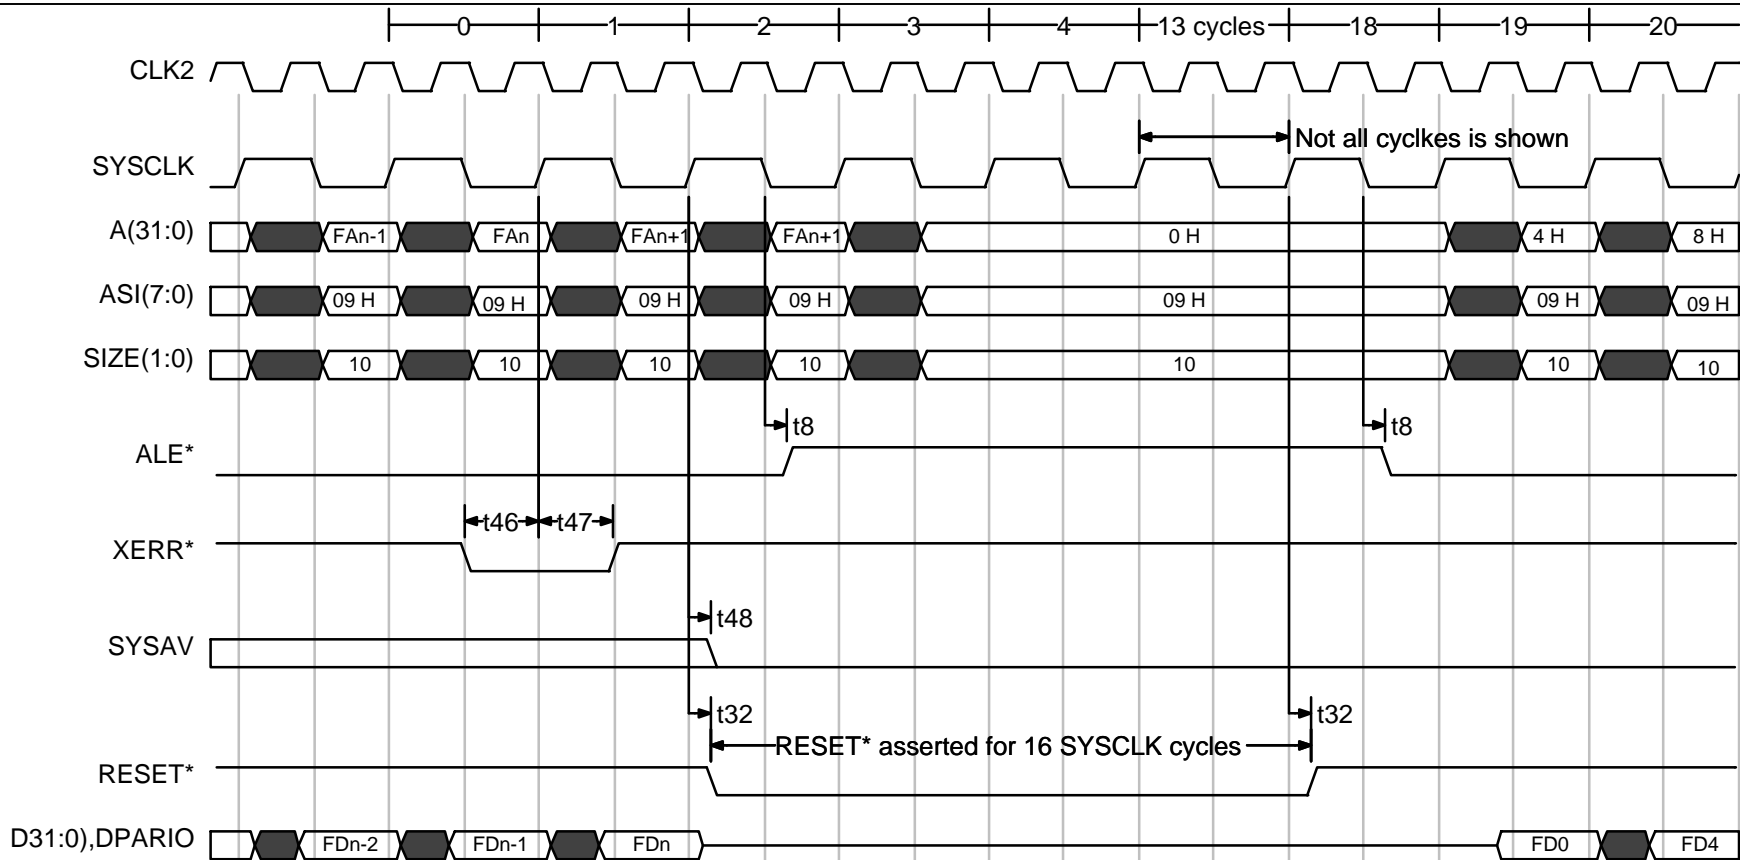 0 1 2 3 4 13 cycles 18 19 20
CLK2
Not all cyclkes is shown
SYSCLK
A(31:0) FAn-1 FAn FAn+1 FAn+1 0 H 4 H 8 H
ASI(7:0) 09 H 09 H 09 H 09 H 09 H 09 H 09 H
SIZE(1:0) 10 10 10 10 10 10 10
t8 t8
ALE*
t46 t47
XERR*
t48
SYSAV
t32 t32
RESET* asserted for 16 SYSCLK cycles
RESET*
D31:0),DPARIO FDn-2 FDn-1 FDn FD0 FD4